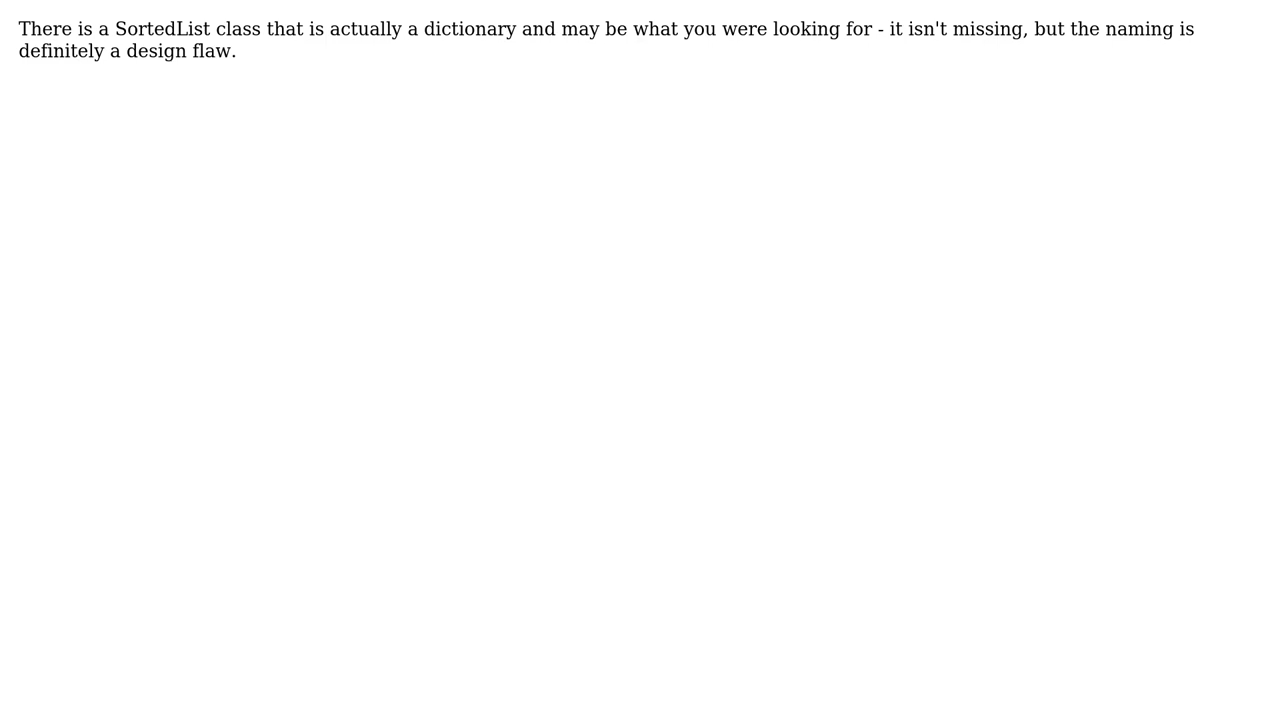 There is a SortedList class that is actually a dictionary and may be what you were looking for - it isn't missing, but the naming is
definitely a design flaw.